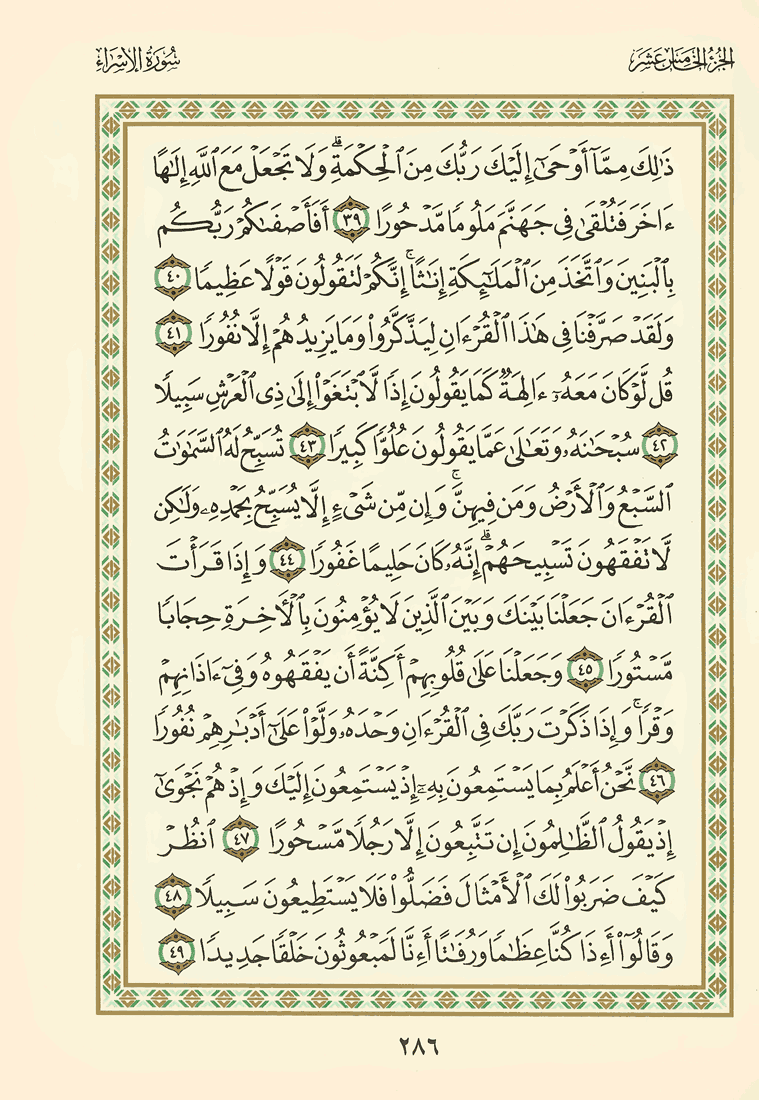 الجزء الخامس عشر
سورة الإسراء
ذَٰلِكَ مِمَّآ أَوْحَىٰٓ إِلَيْكَ رَبُّكَ مِنَ ٱلْحِكْمَةِۗ وَلَا تَجْعَلْ مَعَ ٱللَّهِ إِلَٰهًا
ءَاخَرَ فَتُلْقَىٰ فِى جَهَنَّمَ مَلُومًا مَّدْحُورًا ٣٩ أَفَأَصْفَىٰكُمْ رَبُّكُم
بِٱلْبَنِينَ وَٱتَّخَذَ مِنَ ٱلْمَلَٰٓئِكَةِ إِنَٰثًاۚ إِنَّكُمْ لَتَقُولُونَ قَوْلًا عَظِيمًا ٤٠
وَلَقَدْ صَرَّفْنَا فِى هَٰذَا ٱلْقُرْءَانِ لِيَذَّكَّرُوا۟ وَمَا يَزِيدُهُمْ إِلَّا نُفُورًا ٤١
قُل لَّوْ كَانَ مَعَهُۥٓ ءَالِهَةٌ كَمَا يَقُولُونَ إِذًا لَّٱبْتَغَوْا۟ إِلَىٰ ذِى ٱلْعَرْشِ سَبِيلًا
٤٢ سُبْحَٰنَهُۥ وَتَعَٰلَىٰ عَمَّا يَقُولُونَ عُلُوًّا كَبِيرًا ٤٣ تُسَبِّحُ لَهُ ٱلسَّمَٰوَٰتُ
ٱلسَّبْعُ وَٱلْأَرْضُ وَمَن فِيهِنَّۚ وَإِن مِّن شَىْءٍ إِلَّا يُسَبِّحُ بِحَمْدِهِۦ وَلَٰكِن
لَّا تَفْقَهُونَ تَسْبِيحَهُمْۗ إِنَّهُۥ كَانَ حَلِيمًا غَفُورًا ٤٤ وَإِذَا قَرَأْتَ
ٱلْقُرْءَانَ جَعَلْنَا بَيْنَكَ وَبَيْنَ ٱلَّذِينَ لَا يُؤْمِنُونَ بِٱلْءَاخِرَةِ حِجَابًا
مَّسْتُورًا ٤٥ وَجَعَلْنَا عَلَىٰ قُلُوبِهِمْ أَكِنَّةً أَن يَفْقَهُوهُ وَفِىٓ ءَاذَانِهِمْ
وَقْرًاۚ وَإِذَا ذَكَرْتَ رَبَّكَ فِى ٱلْقُرْءَانِ وَحْدَهُۥ وَلَّوْا۟ عَلَىٰٓ أَدْبَٰرِهِمْ نُفُورًا
٤٦ نَّحْنُ أَعْلَمُ بِمَا يَسْتَمِعُونَ بِهِۦٓ إِذْ يَسْتَمِعُونَ إِلَيْكَ وَإِذْ هُمْ نَجْوَىٰٓ
إِذْ يَقُولُ ٱلظَّٰلِمُونَ إِن تَتَّبِعُونَ إِلَّا رَجُلًا مَّسْحُورًا ٤٧ ٱنظُرْ
كَيْفَ ضَرَبُوا۟ لَكَ ٱلْأَمْثَالَ فَضَلُّوا۟ فَلَا يَسْتَطِيعُونَ سَبِيلًا ٤٨
وَقَالُوٓا۟ أَءِذَا كُنَّا عِظَٰمًا وَرُفَٰتًا أَءِنَّا لَمَبْعُوثُونَ خَلْقًا جَدِيدًا ٤٩
٢٨٦